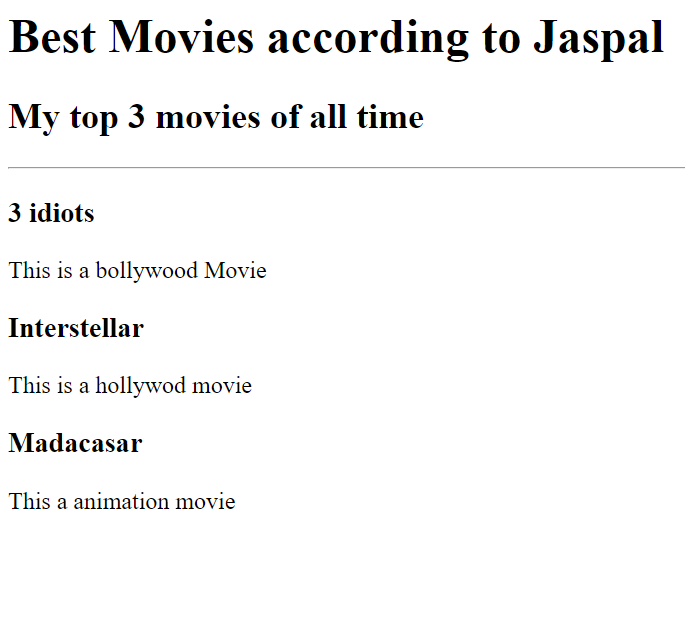 Best Movies according to Jaspal
My top 3 movies of all time
3 idiots
This is a bollywood Movie
Interstellar
This is a hollywod movie
Madacasar
This a animation movie